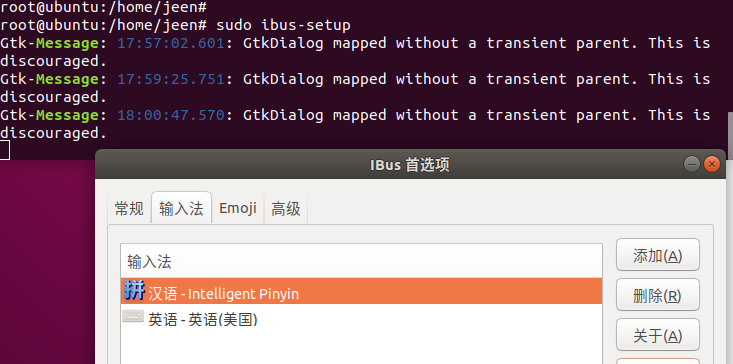 root@ubuntu:/home/jeen#
root@ubuntu:/home/jeen# sudo ibus-setup
Gtk-Message: 17:57:02.601: GtkDialog mapped without a transient parent. This is
discouraged.
Gtk-Message: 17:59:25.751: GtkDialog mapped without a transient parent. This is
discouraged.
Gtk-Message: 18:00:47.570: GtkDialog mapped without a transient parent. This is
discouraged.
IBus 首选项
常规 输入法 Emoji 高级
输入法
添加(A)
拼 汉语 - Intelligent Pinyin
删除(R)
英语 - 英语(美国)
关于(A)